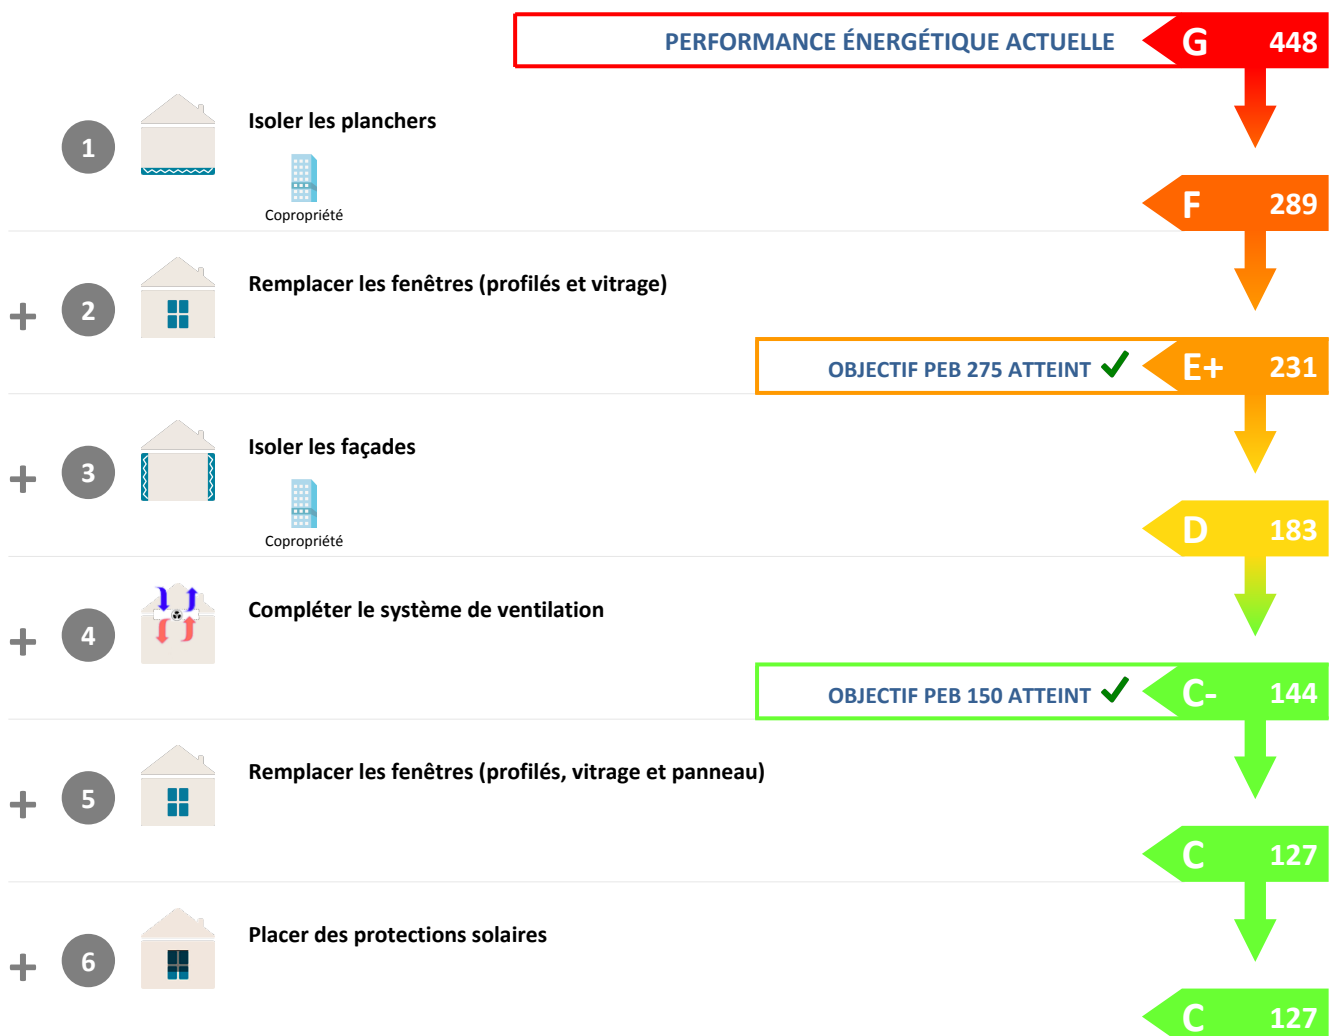 PERFORMANCE ÉNERGÉTIQUE ACTUELLE G 448
1 Isoler les planchers
Copropriété
F 289
+ 2 Remplacer les fenêtres (profilés et vitrage)
OBJECTIF PEB 275 ATTEINT E+ 231
+ 3 Isoler les façades
Copropriété
D 183
+ 4 Compléter le système de ventilation
OBJECTIF PEB 150 ATTEINT C- 144
+ 5 Remplacer les fenêtres (profilés, vitrage et panneau)
C 127
+ 6 Placer des protections solaires
C 127